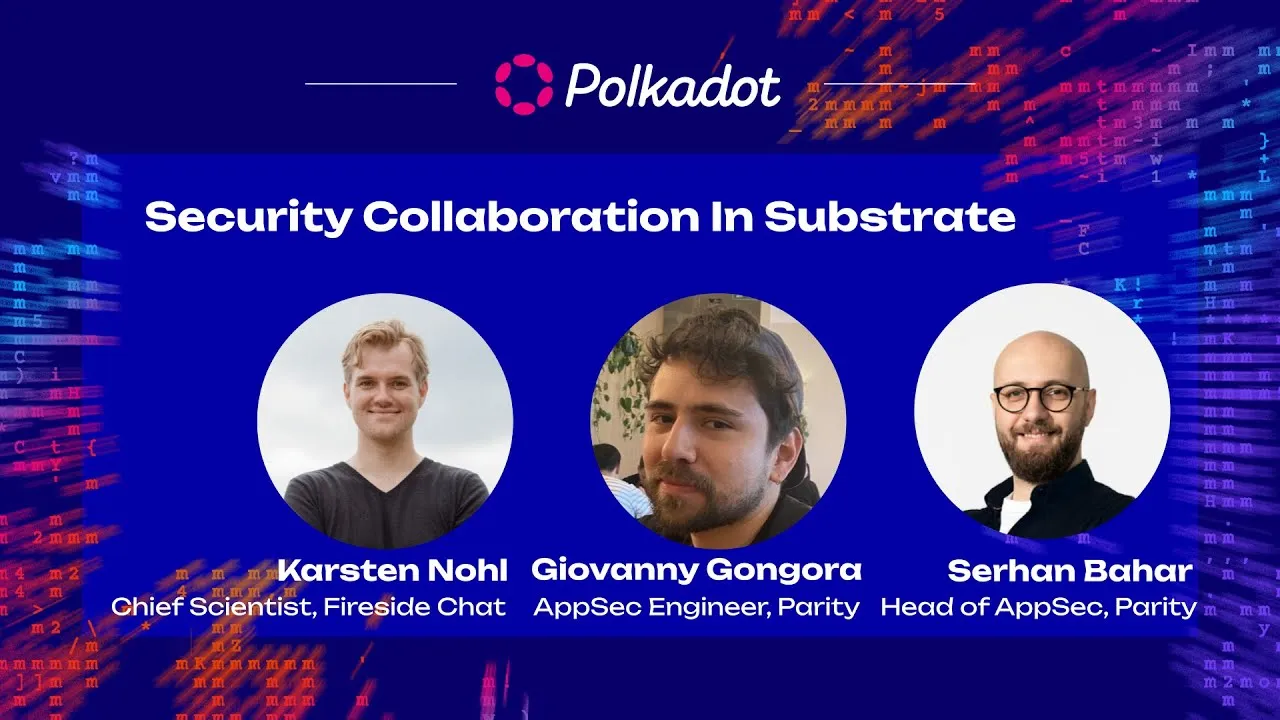 Polkadot
Security Collaboration In Substrate
Karsten Nohl
Chief Scientist, Fireside Chat
Giovanny Gongora
AppSec Engineer, Parity
Serhan Bahar
Head of AppSec, Parity